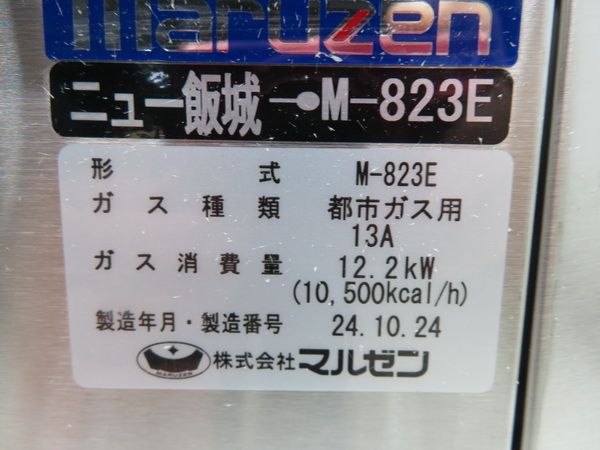 maruzen
ニュー飯城 M-823E
形式 M-823E
ガス種類 都市ガス用
13A
ガス消費量 12.2kW
(10,500kcal/h)
製造年月・製造番号 24.10.24
MARUZEN 株式会社マルゼン